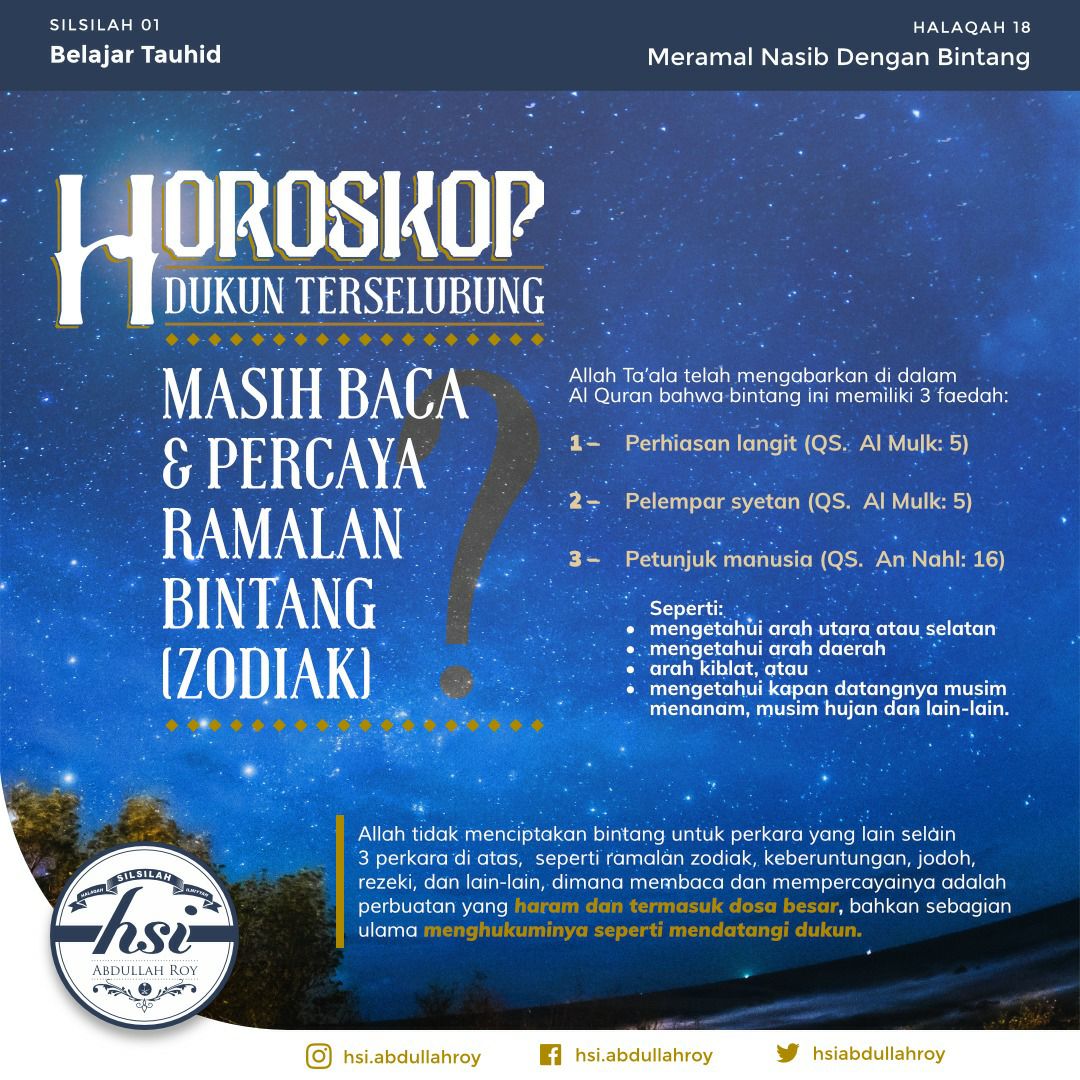 SILSILAH 01
Belajar Tauhid
HALAQAH 18
Meramal Nasib Dengan Bintang
HOROSKOP
DUKUN TERSELUBUNG
MASIH BACA
& PERCAYA
RAMALAN
BINTANG
(ZODIAK)
?
Allah Ta'ala telah mengabarkan di dalam
Al Quran bahwa bintang ini memiliki 3 faedah:
1 – Perhiasan langit (QS. Al Mulk: 5)
2 – Pelempar syetan (QS. Al Mulk: 5)
3 – Petunjuk manusia (QS. An Nahl: 16)
Seperti:
• mengetahui arah utara atau selatan
• mengetahui arah daerah
• arah kiblat, atau
• mengetahui kapan datangnya musim
menanam, musim hujan dan lain-lain.
Allah tidak menciptakan bintang untuk perkara yang lain selain
3 perkara di atas, seperti ramalan zodiak, keberuntungan, jodoh,
rezeki, dan lain-lain, dimana membaca dan mempercayainya adalah
perbuatan yang haram dan termasuk dosa besar, bahkan sebagian
ulama menghukuminya seperti mendatangi dukun.
HALAQAH SILSILAH ILMIYYAH
hsi
ABDULLAH ROY
hsi.abdullahroy
hsi.abdullahroy
hsiabdullahroy